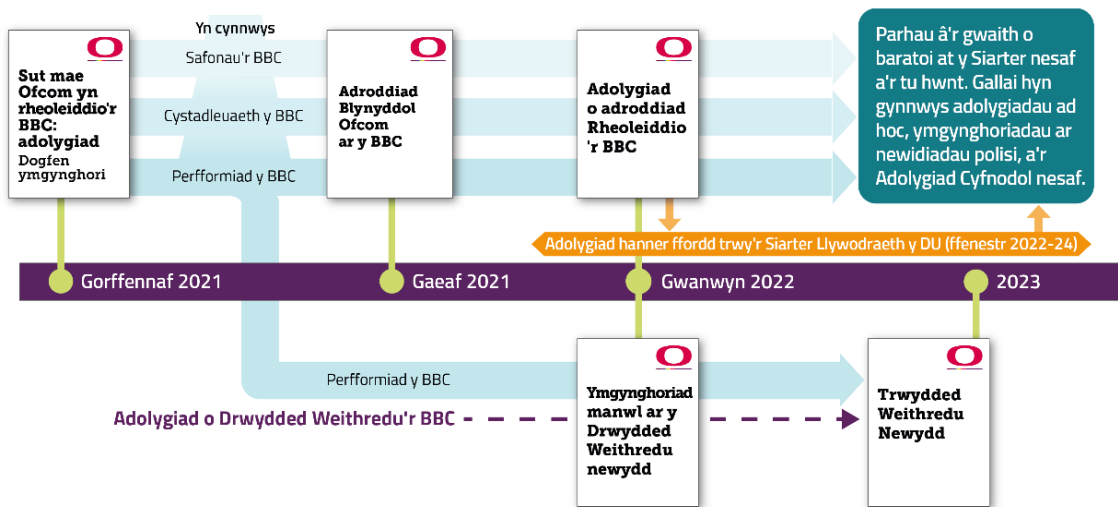 Yn cynnwys
Safonau'r BBC
Cystadleuaeth y BBC
Perfformiad y BBC
Sut mae
Ofcom yn
rheoleiddio'r
BBC:
adolygiad
Dogfen
ymgynghori
Adroddiad
Blynyddol
Ofcom
ar y BBC
Adolygiad
o adroddiad
Rheoleiddio
'r BBC
Parhau â'r gwaith o
baratoi at y Siarter nesaf
a'r tu hwnt. Gallai hyn
gynnwys adolygiadau ad
hoc, ymgynghoriadau ar
newidiadau polisi, a'r
Adolygiad Cyfnodol nesaf.
Adolygiad hanner ffordd trwy'r Siarter Llywodraeth y DU (ffenestr 2022-24)
Gorffennaf 2021
Gaeaf 2021
Gwanwyn 2022
2023
Perfformiad y BBC
Adolygiad o Drwydded Weithredu'r BBC
Ymgynghoriad
manwl ar y
Drwydded
Weithredu
newydd
Trwydded
Weithredu
Newydd